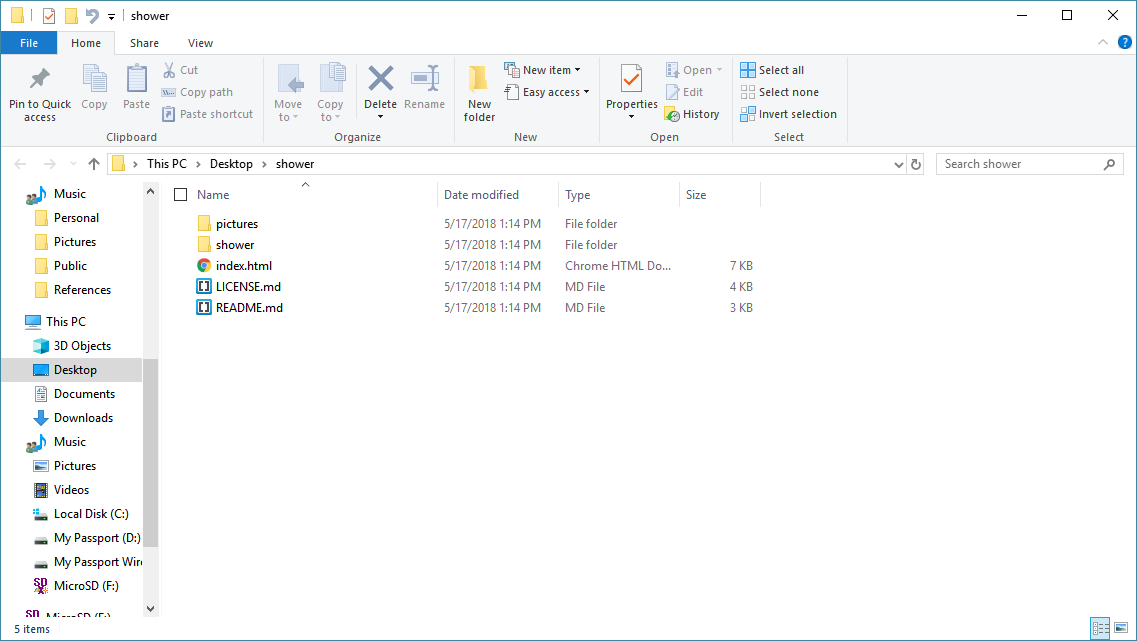 shower
File Home Share View
Pin to Quick access
Copy
Paste
Cut
Copy path
Paste shortcut
Clipboard
Move to
Copy to
Delete
Rename
Organize
New folder
New item
Easy access
New
Properties
Open
Edit
History
Open
Select all
Select none
Invert selection
Select
This PC > Desktop > shower
Search shower
Music
Personal
Pictures
Public
References
This PC
3D Objects
Desktop
Documents
Downloads
Music
Pictures
Videos
Local Disk (C:)
My Passport (D:)
My Passport Wire
MicroSD (F:)
MicroSD (F:)
Name Date modified Type Size
pictures 5/17/2018 1:14 PM File folder
shower 5/17/2018 1:14 PM File folder
index.html 5/17/2018 1:14 PM Chrome HTML Do... 7 KB
LICENSE.md 5/17/2018 1:14 PM MD File 4 KB
README.md 5/17/2018 1:14 PM MD File 3 KB
5 items